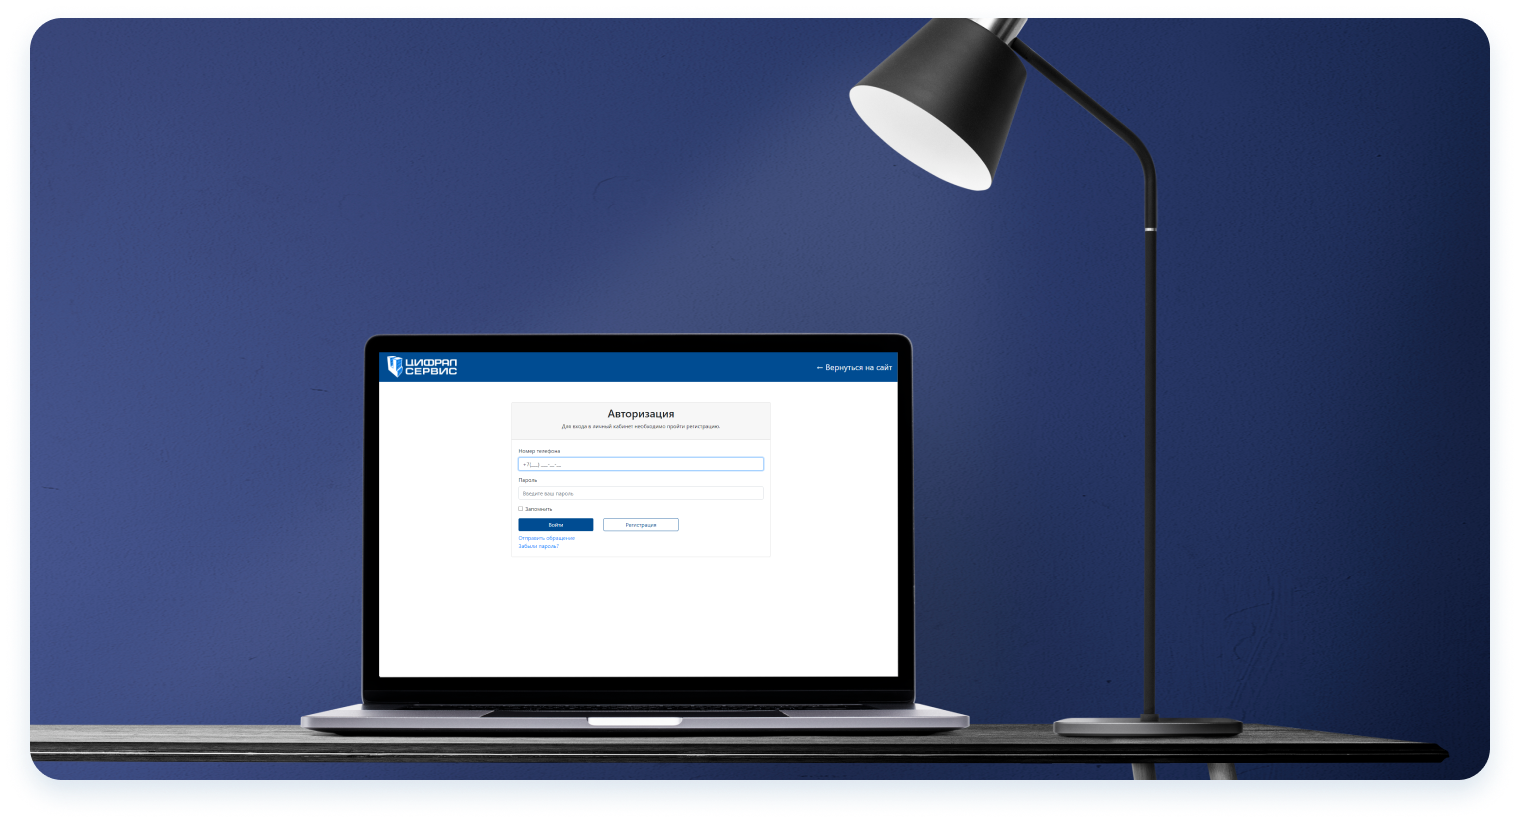 ЦИФРАЛ
СЕРВИС
← Вернуться на сайт
Авторизация
Для входа в личный кабинет необходимо пройти регистрацию.
Номер телефона
+7(___) ___-__-__
Пароль
Введите ваш пароль
Запомнить
Войти
Регистрация
Отправить обращение
Забыли пароль?